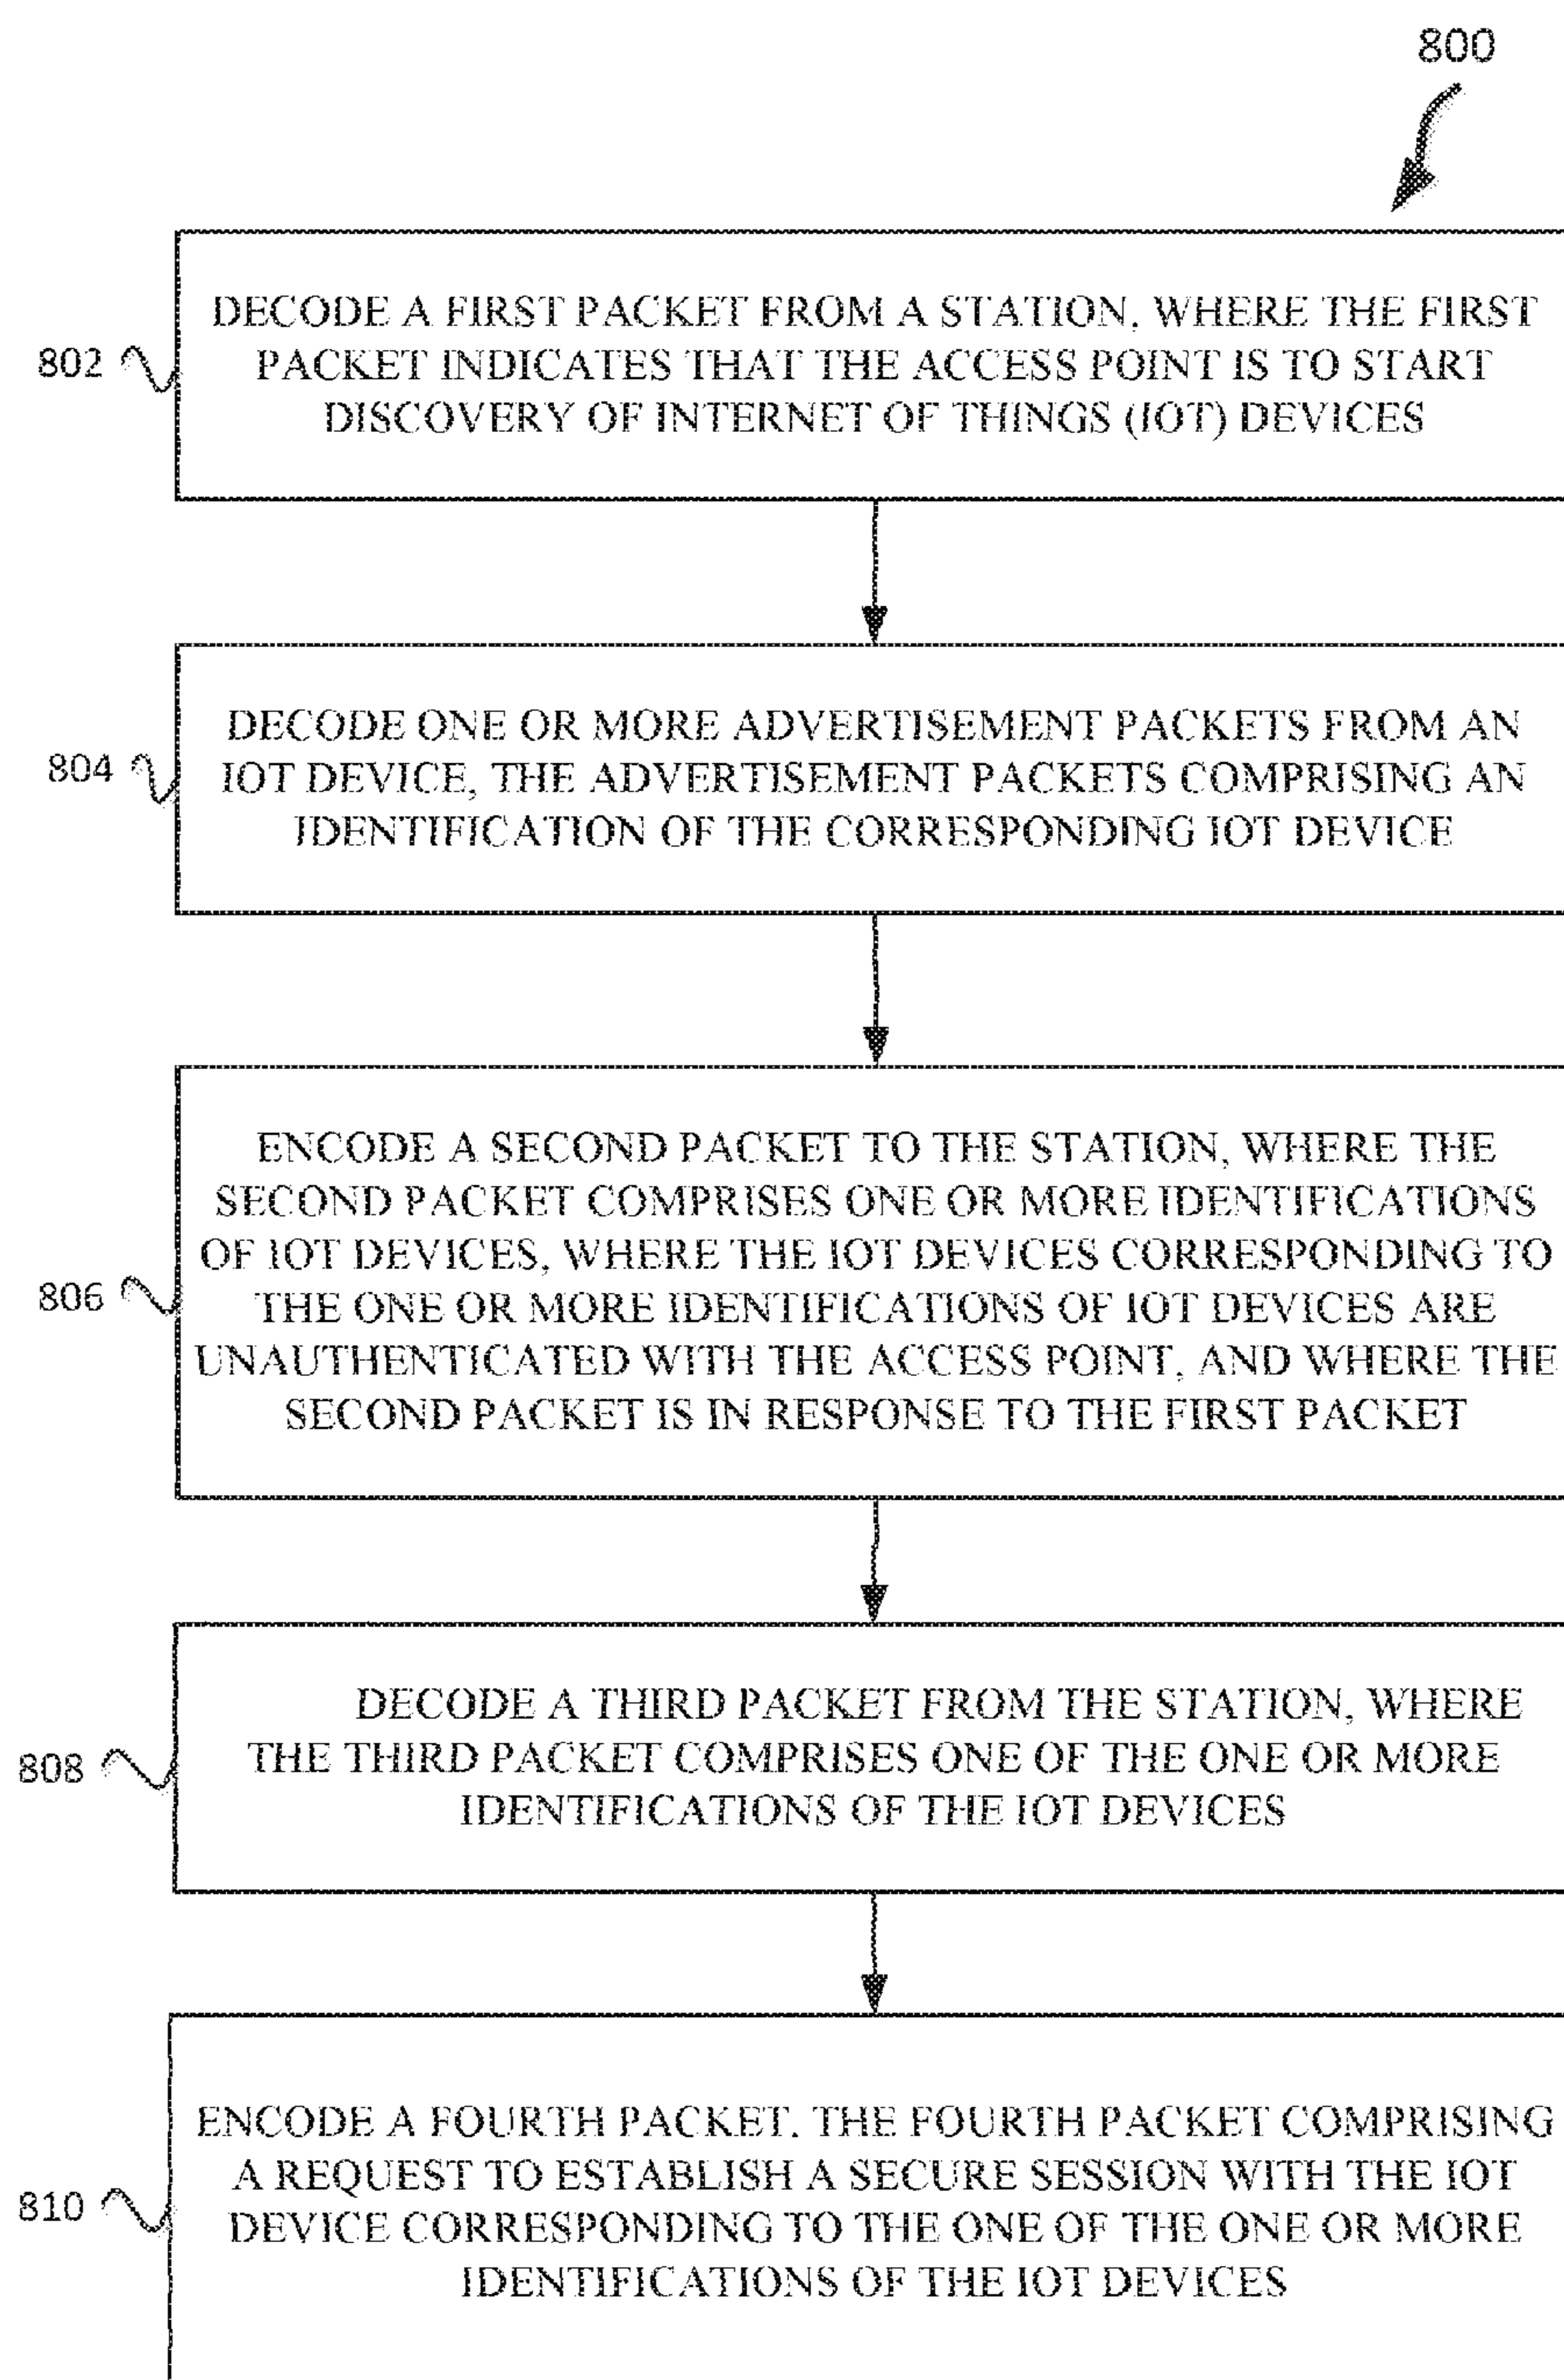 800
DECODE A FIRST PACKET FROM A STATION, WHERE THE FIRST
PACKET INDICATES THAT THE ACCESS POINT IS TO START
DISCOVERY OF INTERNET OF THINGS (IOT) DEVICES
802
DECODE ONE OR MORE ADVERTISEMENT PACKETS FROM AN
IOT DEVICE, THE ADVERTISEMENT PACKETS COMPRISING AN
IDENTIFICATION OF THE CORRESPONDING IOT DEVICE
804
ENCODE A SECOND PACKET TO THE STATION, WHERE THE
SECOND PACKET COMPRISES ONE OR MORE IDENTIFICATIONS
OF IOT DEVICES, WHERE THE IOT DEVICES CORRESPONDING TO
THE ONE OR MORE IDENTIFICATIONS OF IOT DEVICES ARE
UNAUTHENTICATED WITH THE ACCESS POINT, AND WHERE THE
SECOND PACKET IS IN RESPONSE TO THE FIRST PACKET
806
DECODE A THIRD PACKET FROM THE STATION, WHERE
THE THIRD PACKET COMPRISES ONE OF THE ONE OR MORE
IDENTIFICATIONS OF THE IOT DEVICES
808
ENCODE A FOURTH PACKET, THE FOURTH PACKET COMPRISING
A REQUEST TO ESTABLISH A SECURE SESSION WITH THE IOT
DEVICE CORRESPONDING TO THE ONE OF THE ONE OR MORE
IDENTIFICATIONS OF THE IOT DEVICES
810